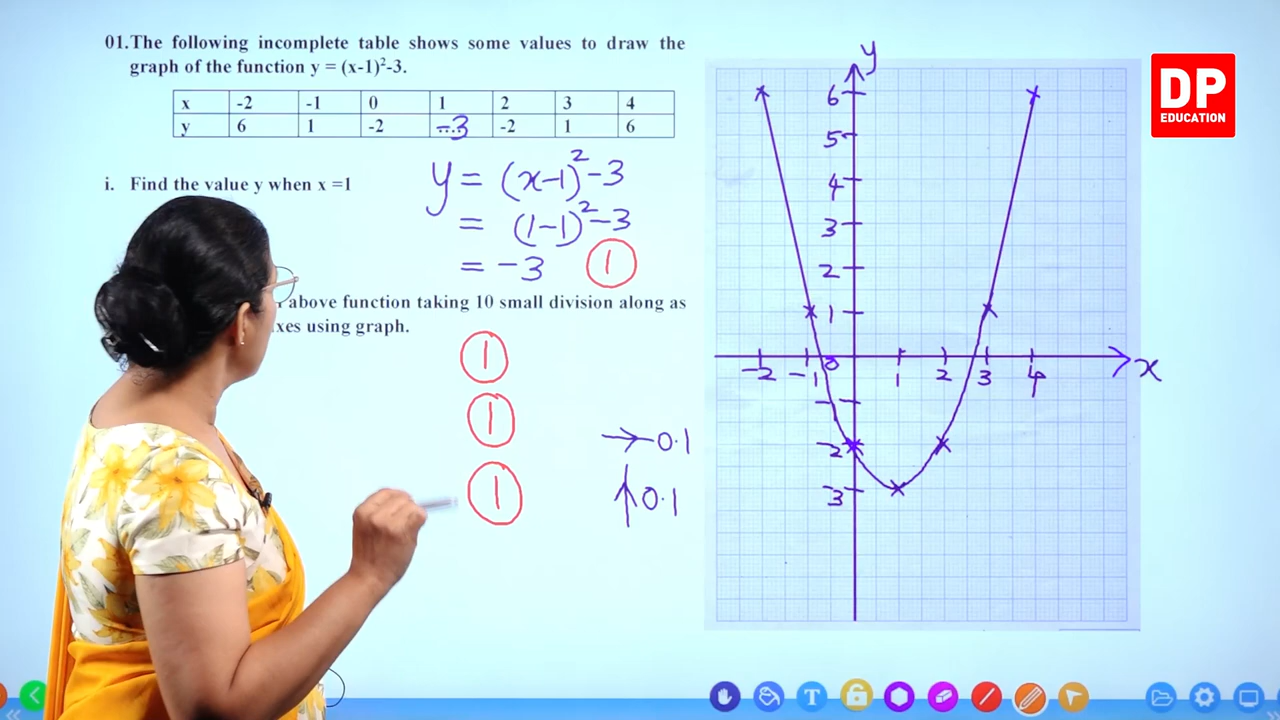 01.The following incomplete table shows some values to draw the
graph of the function y = (x-1)²-3.
x -2 -1 0 1 2 3 4
y 6 1 -2 -3 -2 1 6
i. Find the value y when x =1
y = (x-1)² -3
= (1-1)² -3
= -3 1
above function taking 10 small division along as
xes using graph.
1
1
→ 0.1
1
↑ 0.1
y
6
5
4
3
2
1
-2 -1 0 1 2 3 4 x
-2
3
DP
EDUCATION
T